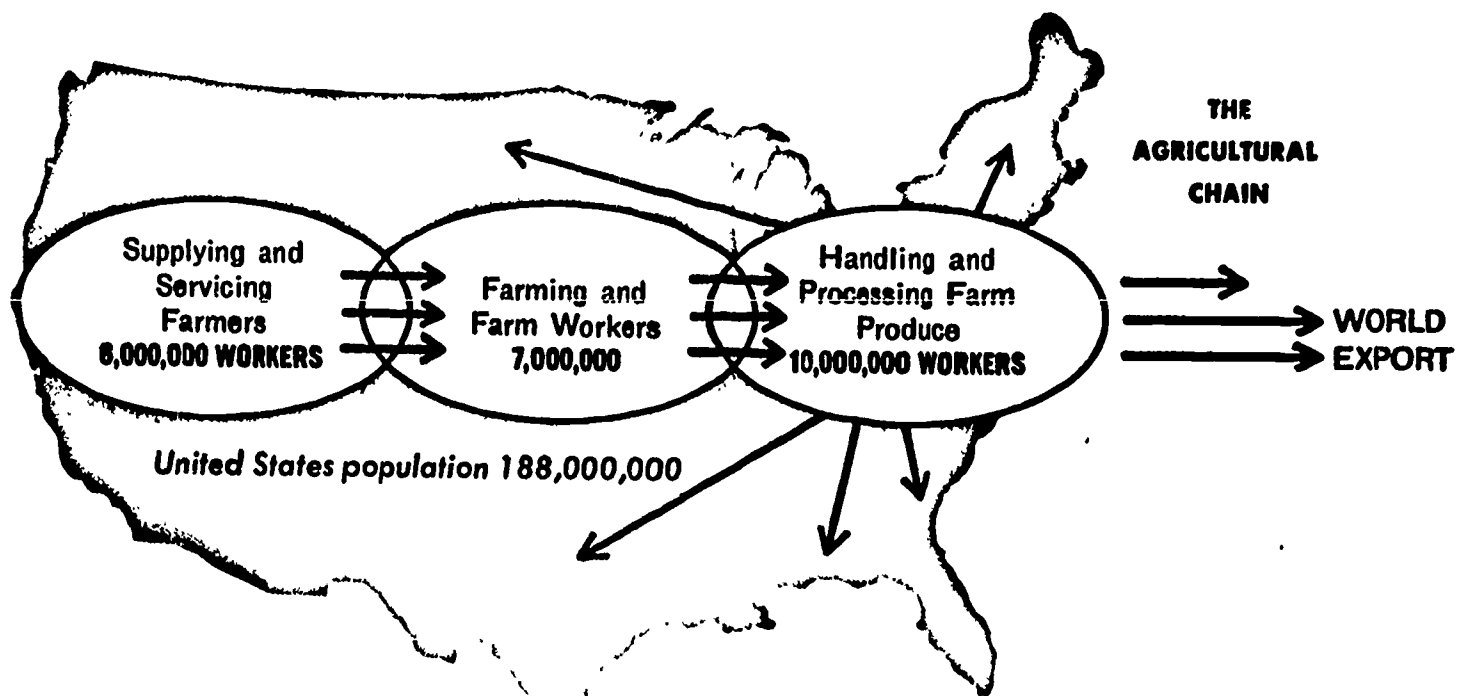 THE
AGRICULTURAL
CHAIN
Supplying and
Servicing
Farmers
6,000,000 WORKERS
Farming and
Farm Workers
7,000,000
Handling and
Processing Farm
Produce
10,000,000 WORKERS
WORLD
EXPORT
United States population 188,000,000